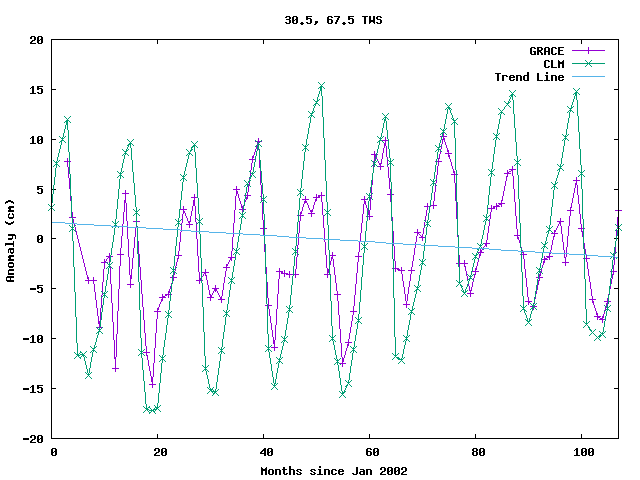 30.5, 67.5 TWS
GRACE
CLM
Trend Line
20
15
10
5
0
-5
-10
-15
-20
Anomaly (cm)
0 20 40 60 80 100
Months since Jan 2002